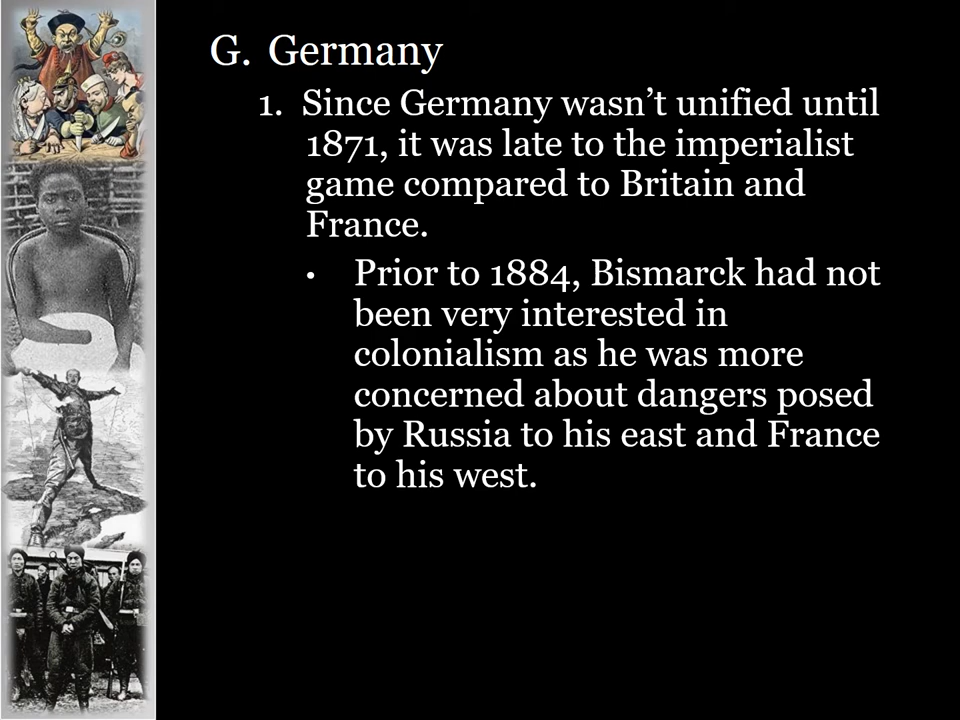 G. Germany
1. Since Germany wasn’t unified until
1871, it was late to the imperialist
game compared to Britain and
France.
• Prior to 1884, Bismarck had not
been very interested in
colonialism as he was more
concerned about dangers posed
by Russia to his east and France
to his west.